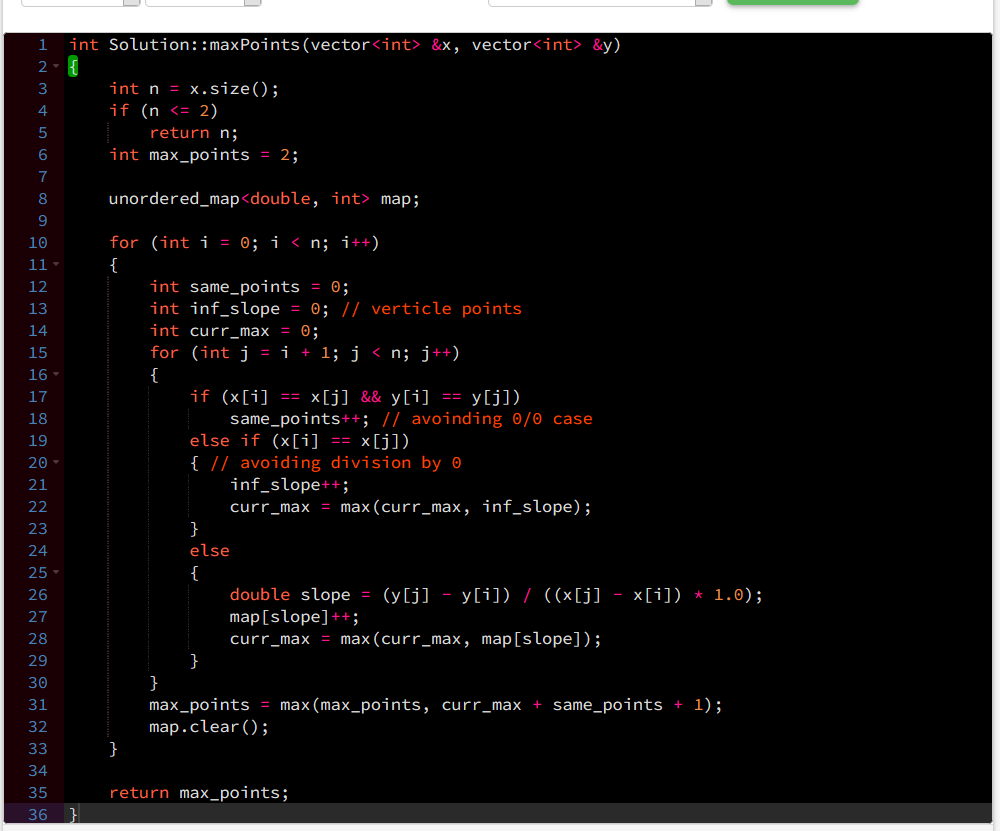 1 int Solution::maxPoints(vector<int> &x, vector<int> &y)
2 {
3     int n = x.size();
4     if (n <= 2)
5         return n;
6     int max_points = 2;
7
8     unordered_map<double, int> map;
9
10     for (int i = 0; i < n; i++)
11     {
12         int same_points = 0;
13         int inf_slope = 0; // verticle points
14         int curr_max = 0;
15         for (int j = i + 1; j < n; j++)
16         {
17             if (x[i] == x[j] && y[i] == y[j])
18                 same_points++; // avoinding 0/0 case
19             else if (x[i] == x[j])
20             { // avoiding division by 0
21                 inf_slope++;
22                 curr_max = max(curr_max, inf_slope);
23             }
24             else
25             {
26                 double slope = (y[j] - y[i]) / ((x[j] - x[i]) * 1.0);
27                 map[slope]++;
28                 curr_max = max(curr_max, map[slope]);
29             }
30         }
31         max_points = max(max_points, curr_max + same_points + 1);
32         map.clear();
33     }
34
35     return max_points;
36 }